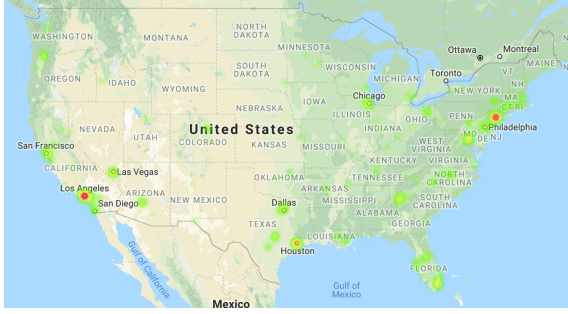 WASHINGTON
MONTANA
NORTH
DAKOTA
MINNESOTA
Ottawa
Montreal
MAINE
OREGON
IDAHO
SOUTH
DAKOTA
WISCONSIN
MICHIGAN
Toronto
VT
NH
WYOMING
NEW YORK
MA
CT RI
IOWA
Chicago
NEBRASKA
ILLINOIS
OHIO
PENN
NEVADA
UTAH
United States
COLORADO
INDIANA
Philadelphia
MD
DE
NJ
San Francisco
KANSAS
MISSOURI
WEST
VIRGINIA
VIRGINIA
KENTUCKY
CALIFORNIA
Las Vegas
OKLAHOMA
TENNESSEE
NORTH
CAROLINA
Los Angeles
ARIZONA
NEW MEXICO
ARKANSAS
San Diego
Dallas
MISSISSIPPI
SOUTH
CAROLINA
ALABAMA
TEXAS
GEORGIA
LOUISIANA
Houston
Gulf of
California
FLORIDA
Gulf of
Mexico
Mexico